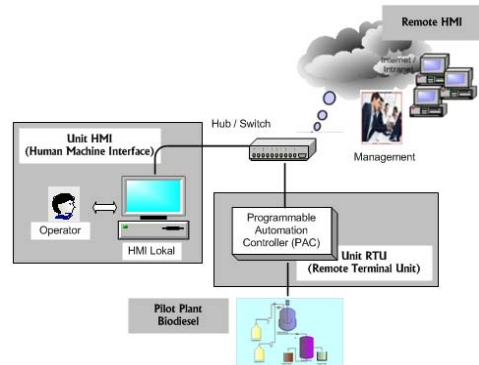 Remote HMI
Internet /
Intranet
Hub / Switch
Management
Unit HMI
(Human Machine Interface)
Operator
HMI Lokal
Programmable
Automation
Controller (PAC)
Unit RTU
(Remote Terminal Unit)
Pilot Plant
Biodiesel